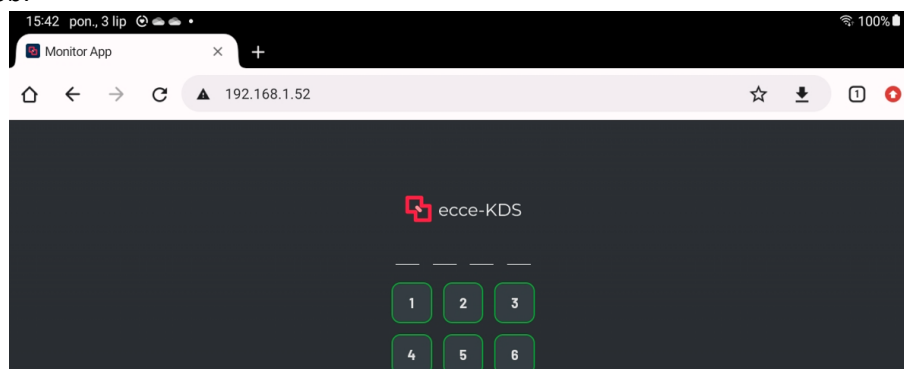 15:42 pon., 3 lip 100%
Monitor App
192.168.1.52 1
ecce-KDS
1 2 3
4 5 6